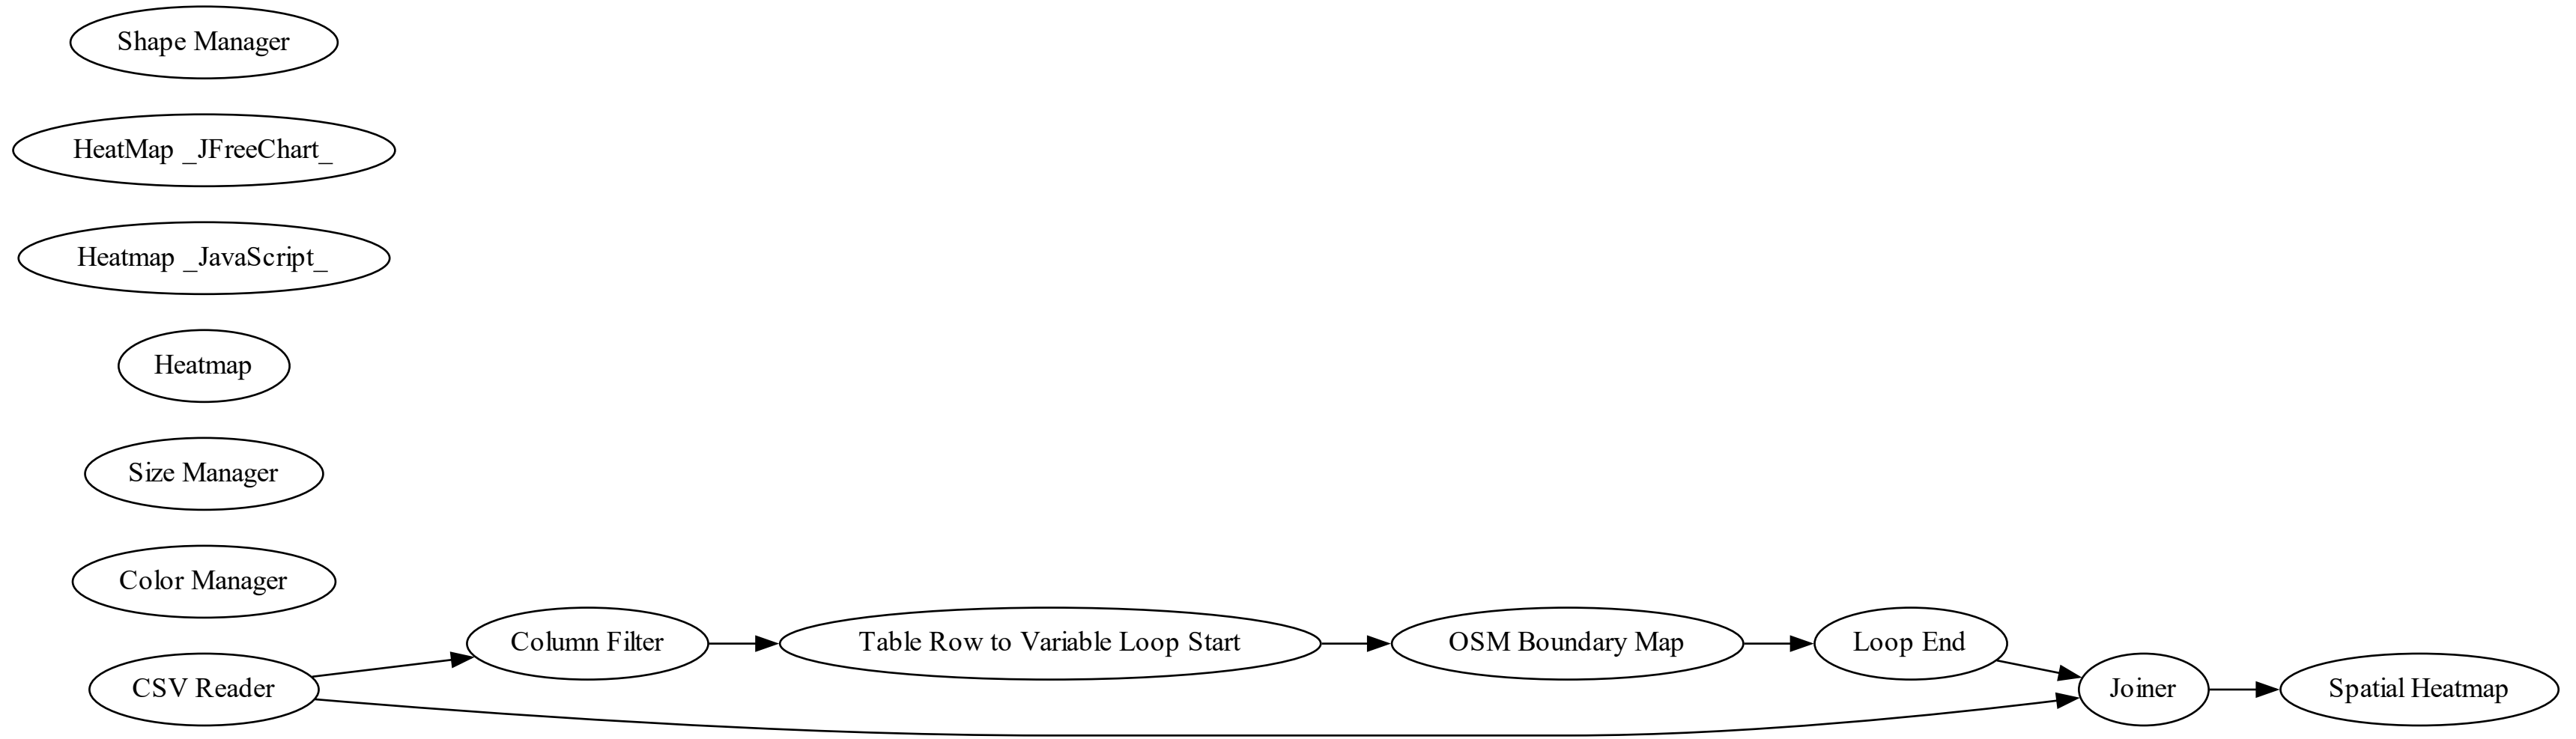 Shape Manager
HeatMap _JFreeChart_
Heatmap _JavaScript_
Heatmap
Size Manager
Color Manager
CSV Reader
Column Filter
Table Row to Variable Loop Start
OSM Boundary Map
Loop End
Joiner
Spatial Heatmap